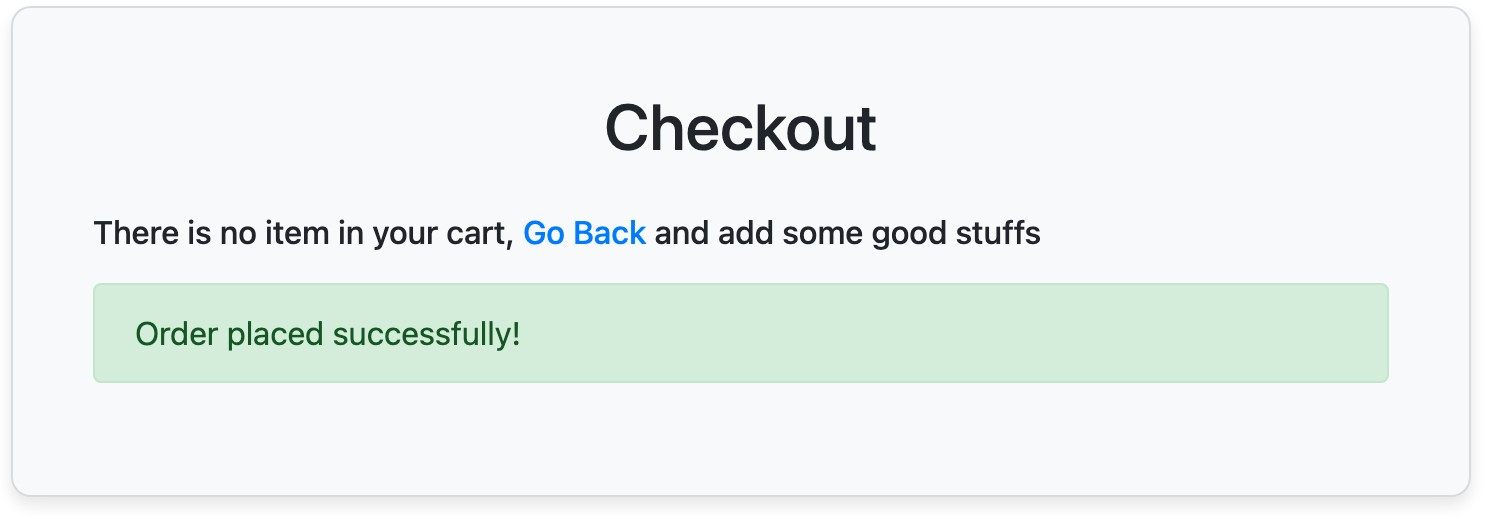 Checkout
There is no item in your cart, Go Back and add some good stuffs
Order placed successfully!